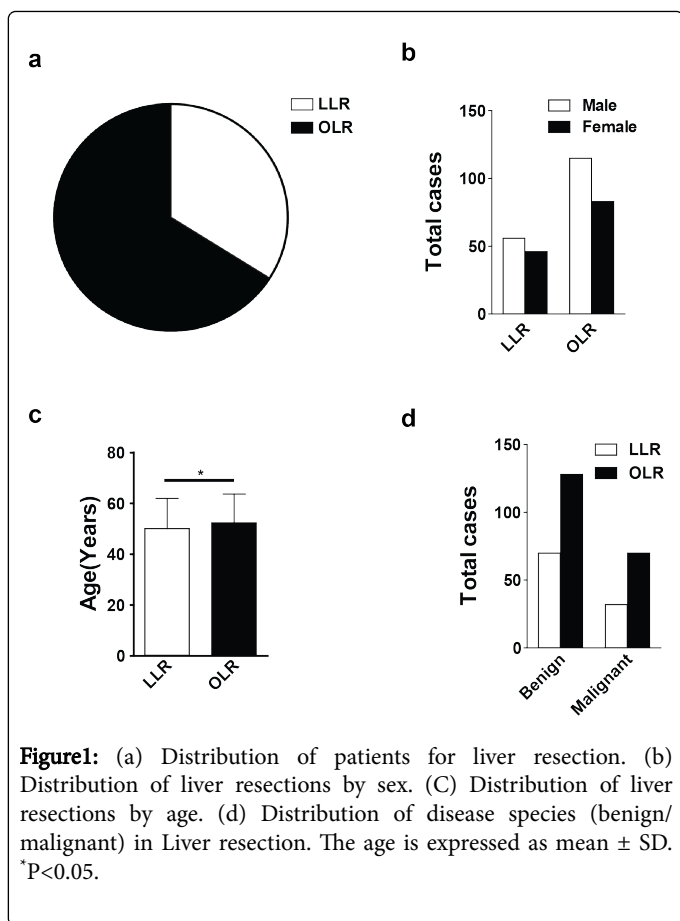 a
LLR
OLR
b
Male
Female
Total cases
150
100
50
0
LLR
OLR
c
Age(Years)
80
60
40
20
0
*
LLR
OLR
d
LLR
OLR
Total cases
150
100
50
0
Benign
Malignant
Figure1: (a) Distribution of patients for liver resection. (b)
Distribution of liver resections by sex. (C) Distribution of liver
resections by age. (d) Distribution of disease species (benign/
malignant) in Liver resection. The age is expressed as mean ± SD.
*P<0.05.